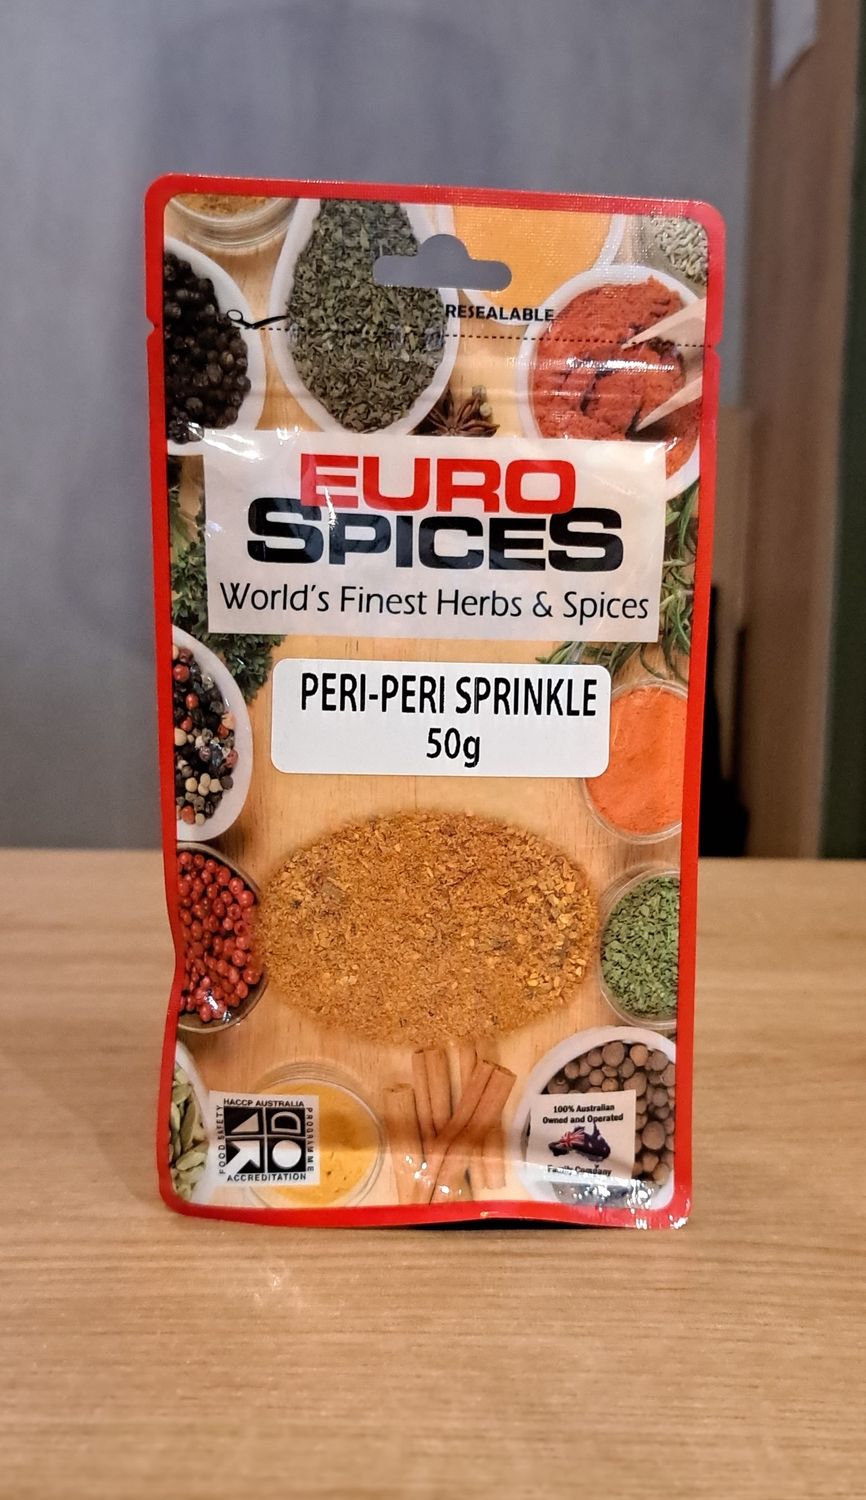 RESEALABLE
EURO
SPICES
World's Finest Herbs & Spices
PERI-PERI SPRINKLE
50g
HACCP AUSTRALIA
FOOD SAFETY
PROGRAMME
ACCREDITATION
100% Australian
Owned and Operated
Family Company